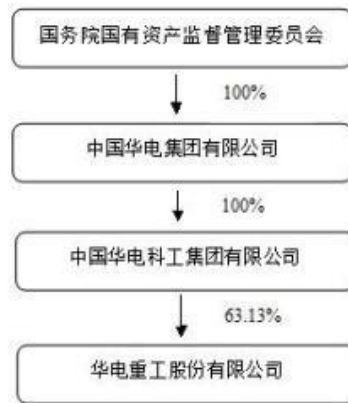 国务院国有资产监督管理委员会
100%
中国华电集团有限公司
100%
中国华电科工集团有限公司
63.13%
华电重工股份有限公司